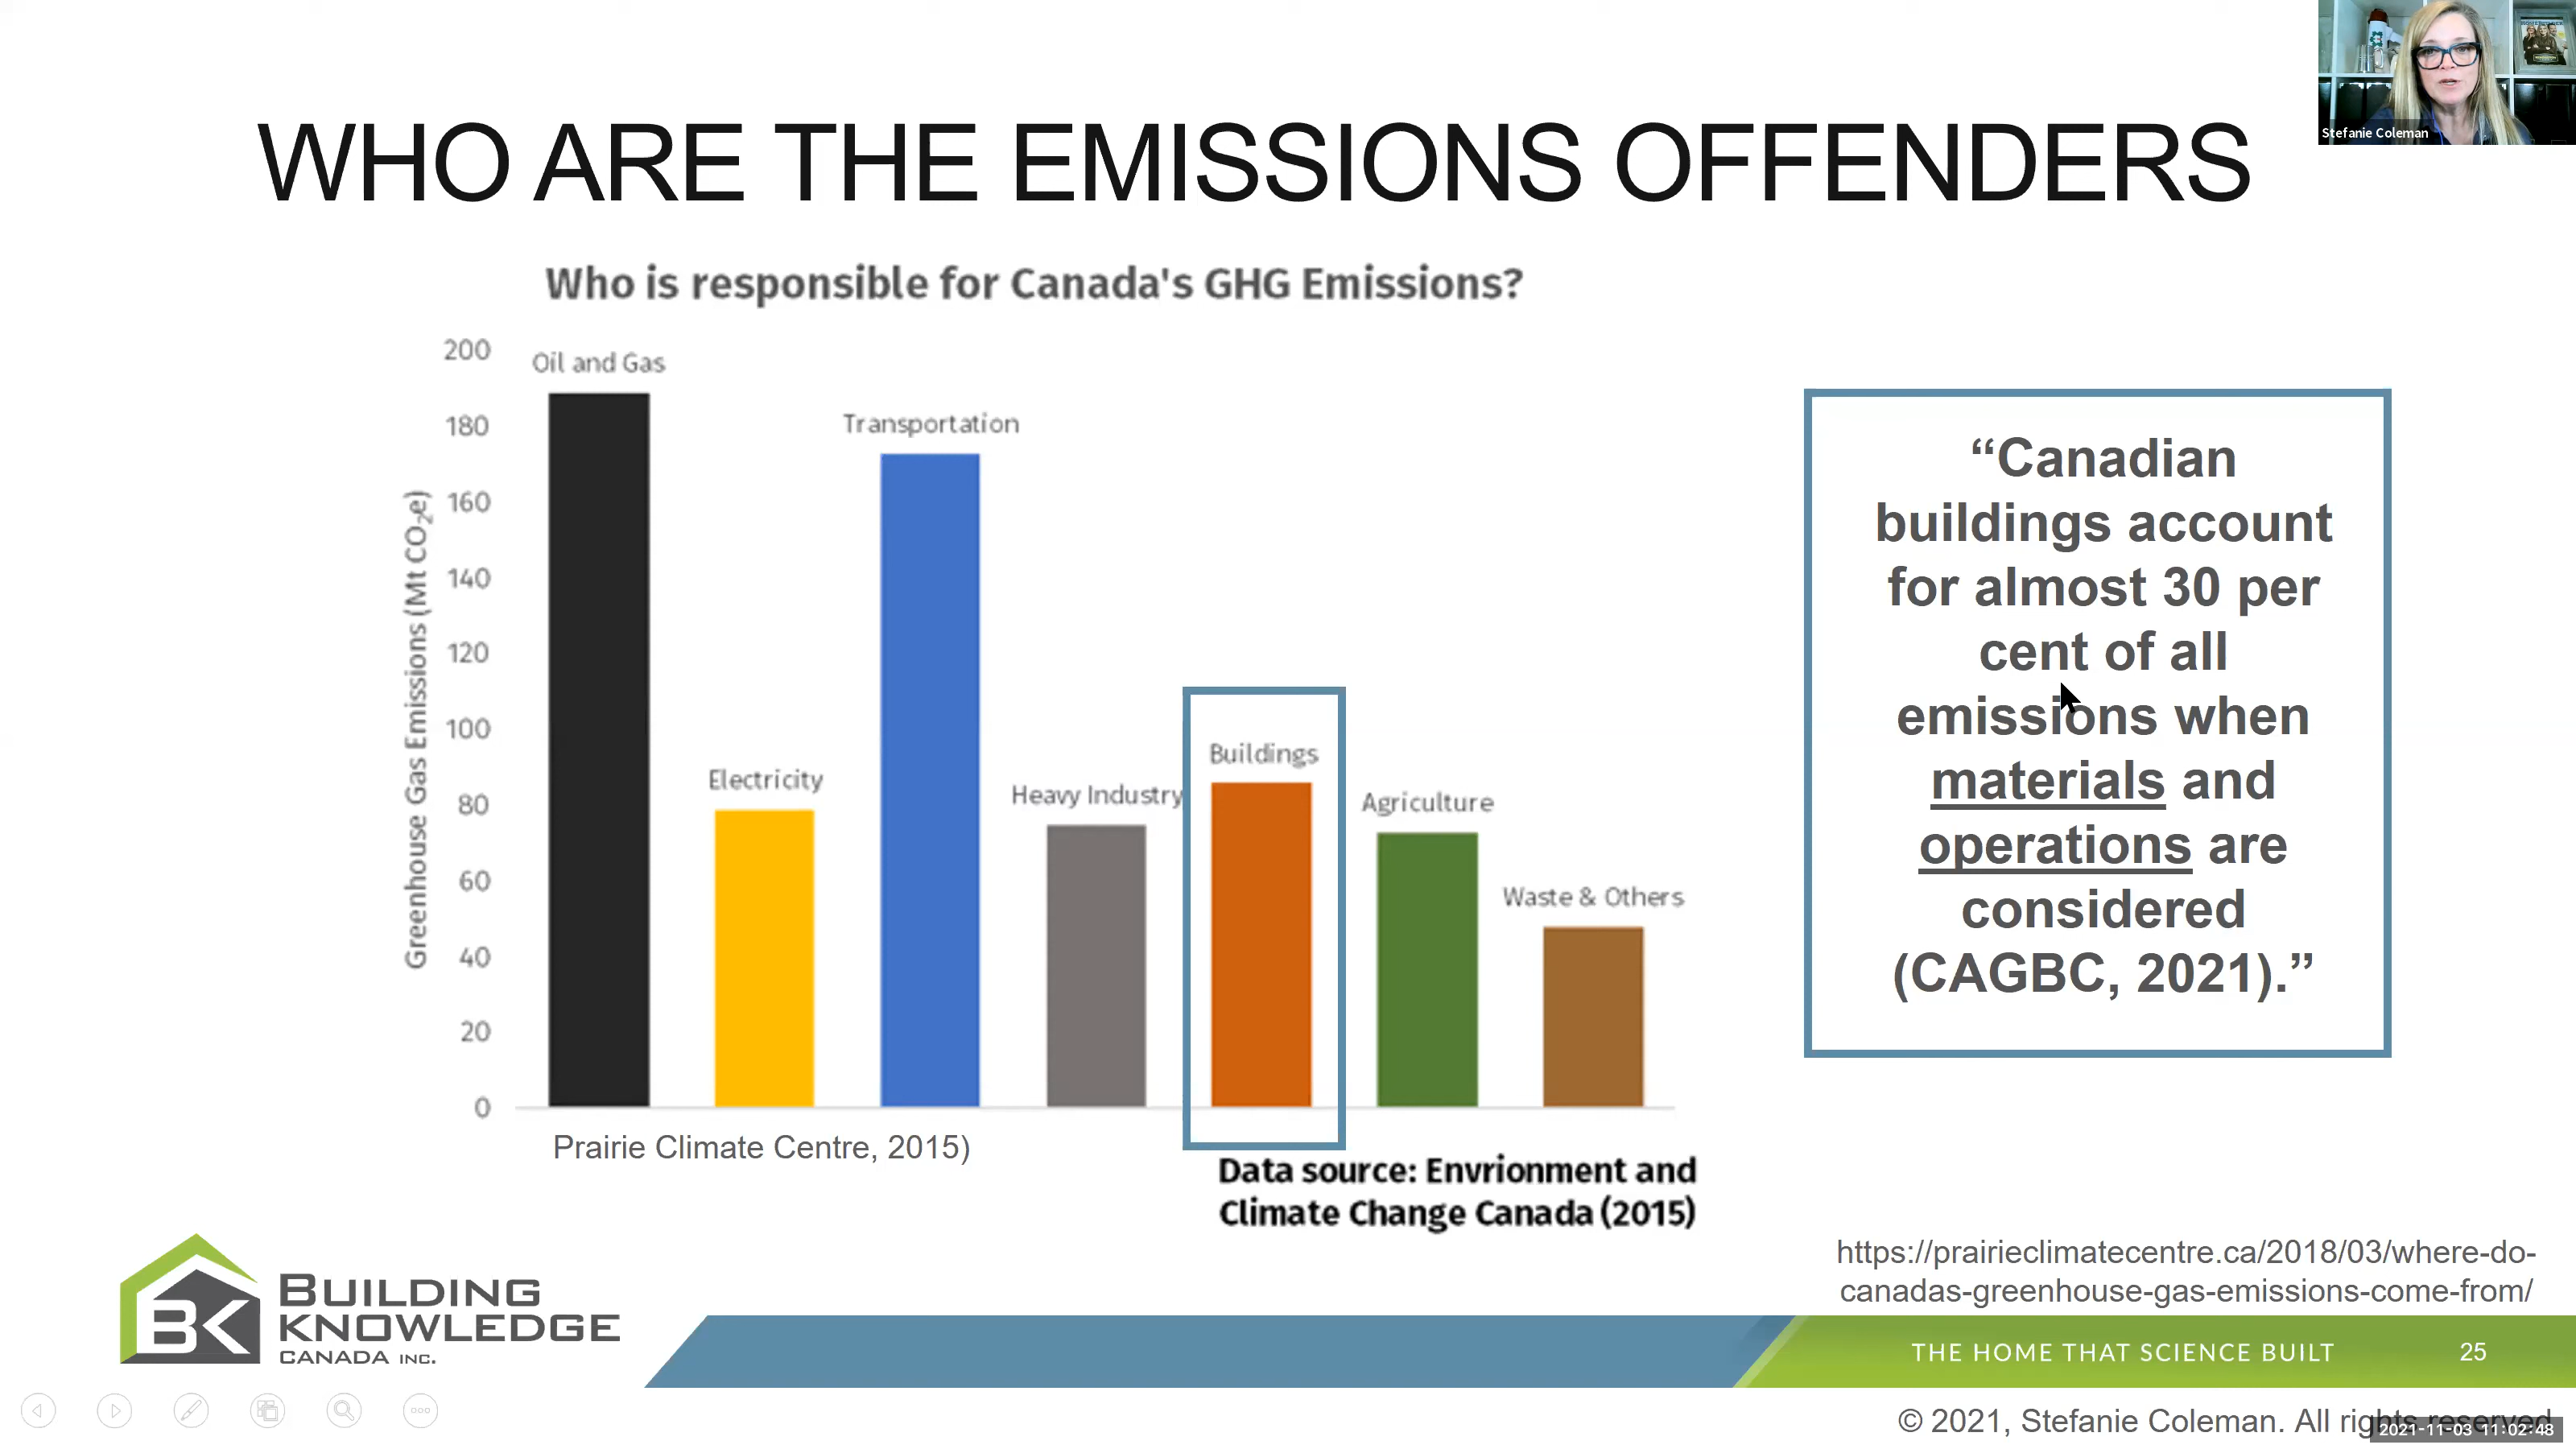 Stefanie Coleman
WHO ARE THE EMISSIONS OFFENDERS
Who is responsible for Canada's GHG Emissions?
Greenhouse Gas Emissions (Mt CO₂e)
200
180
160
140
120
100
80
60
40
20
0
Oil and Gas
Electricity
Transportation
Heavy Industry
Buildings
Agriculture
Waste & Others
Prairie Climate Centre, 2015)
Data source: Envrionment and
Climate Change Canada (2015)
“Canadian
buildings account
for almost 30 per
cent of all
emissions when
materials and
operations are
considered
(CAGBC, 2021).”
https://prairieclimatecentre.ca/2018/03/where-do-
canadas-greenhouse-gas-emissions-come-from/
BK
BUILDING
KNOWLEDGE
CANADA INC.
THE HOME THAT SCIENCE BUILT
25
© 2021, Stefanie Coleman. All rights reserved
2021-11-03 11:02:48